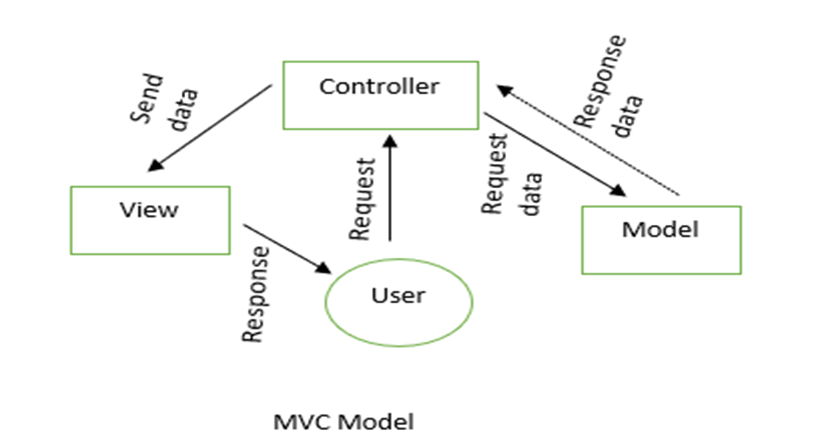 Controller
Send
data
Response
data
Request
data
Request
View
Model
Response
User
MVC Model